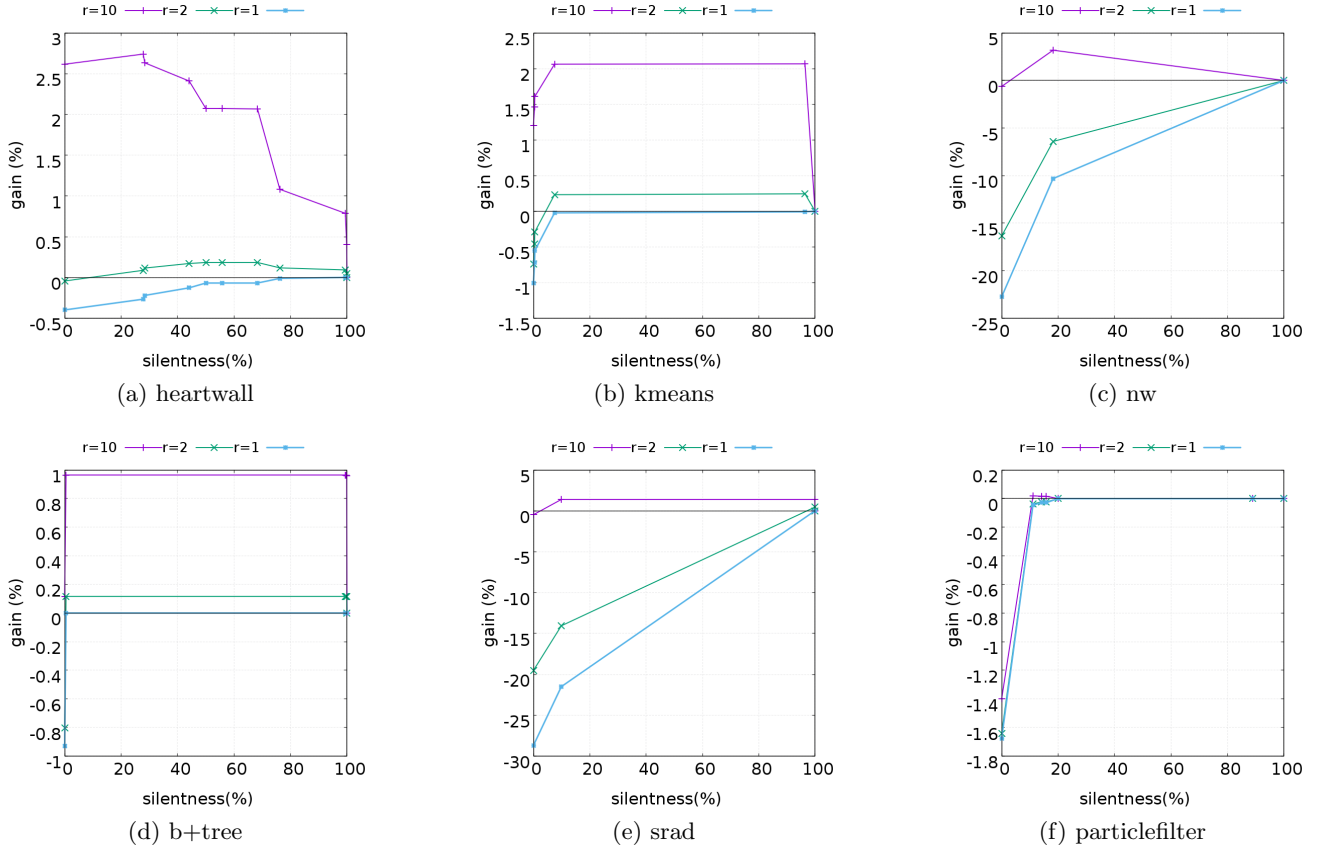 r=10 r=2 r=1
3
2.5
2
1.5
1
0.5
0
-0.5
gain (%)
0 20 40 60 80 100
silentness(%)
(a) heartwall
r=10 r=2 r=1
2.5
2
1.5
1
0.5
0
-0.5
-1
-1.5
gain (%)
0 20 40 60 80 100
silentness(%)
(b) kmeans
r=10 r=2 r=1
5
0
-5
-10
-15
-20
-25
gain (%)
0 20 40 60 80 100
silentness(%)
(c) nw
r=10 r=2 r=1
1
0.8
0.6
0.4
0.2
0
-0.2
-0.4
-0.6
-0.8
-1
gain (%)
0 20 40 60 80 100
silentness(%)
(d) b+tree
r=10 r=2 r=1
5
0
-5
-10
-15
-20
-25
-30
gain (%)
0 20 40 60 80 100
silentness(%)
(e) srad
r=10 r=2 r=1
0.2
0
-0.2
-0.4
-0.6
-0.8
-1
-1.2
-1.4
-1.6
-1.8
gain (%)
0 20 40 60 80 100
silentness(%)
(f) particlefilter